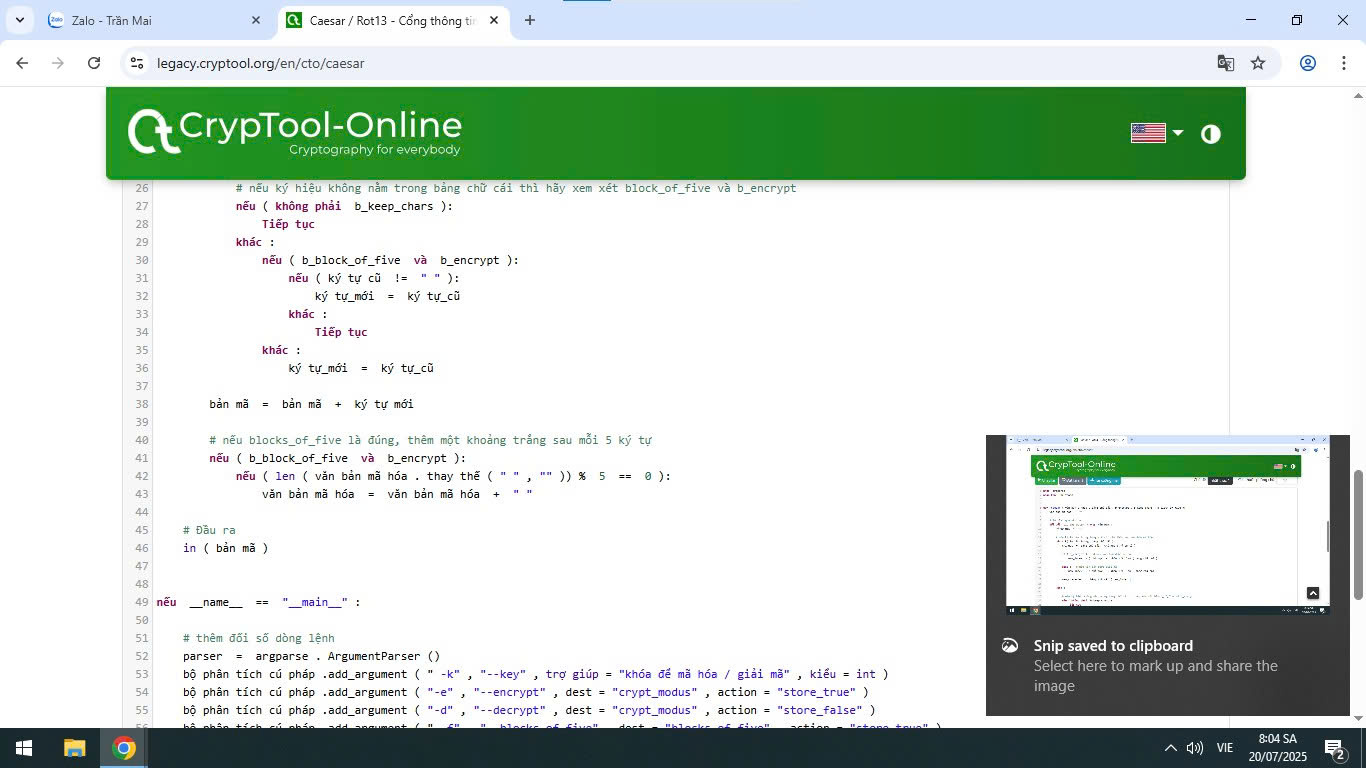 Zalo - Trần Mai
Caesar / Rot13 - Cổng thông tin
legacy.cryptool.org/en/cto/caesar
CrypTool-Online
Cryptography for everybody
26 # nếu ký hiệu không nằm trong bảng chữ cái thì hãy xem xét block_of_five và b_encrypt
27 nếu ( không phải b_keep_chars ):
28 Tiếp tục
29 khác :
30 nếu ( b_block_of_five và b_encrypt ):
31 nếu ( ký tự cũ != " " ):
32 ký tự_mới = ký tự_cũ
33 khác :
34 Tiếp tục
35 khác :
36 ký tự_mới = ký tự_cũ
37
38 bản mã = bản mã + ký tự mới
39
40 # nếu blocks_of_five là đúng, thêm một khoảng trắng sau mỗi 5 ký tự
41 nếu ( b_block_of_five và b_encrypt ):
42 nếu ( len ( văn bản mã hóa . thay thế ( " " , "" )) % 5 == 0 ):
43 văn bản mã hóa = văn bản mã hóa + " "
44
45 # Đầu ra
46 in ( bản mã )
47
48
49 nếu __name__ == "__main__" :
50
51 # thêm đối số dòng lệnh
52 parser = argparse . ArgumentParser ()
53 bộ phân tích cú pháp .add_argument ( " -k" , "--key" , trợ giúp = "khóa để mã hóa / giải mã" , kiểu = int )
54 bộ phân tích cú pháp .add_argument ( "-e" , "--encrypt" , dest = "crypt_modus" , action = "store_true" )
55 bộ phân tích cú pháp .add_argument ( "-d" , "--decrypt" , dest = "crypt_modus" , action = "store_false" )
CrypTool-Online
Snip saved to clipboard
Select here to mark up and share the
image
VIE
8:04 SA
20/07/2025
2